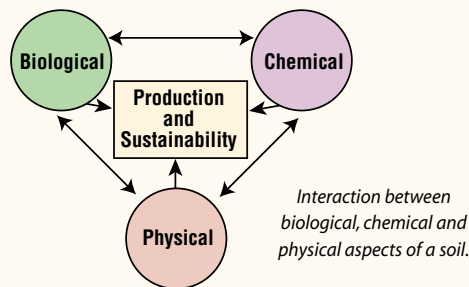 Biological
Chemical
Production
and
Sustainability
Physical
Interaction between
biological, chemical and
physical aspects of a soil.